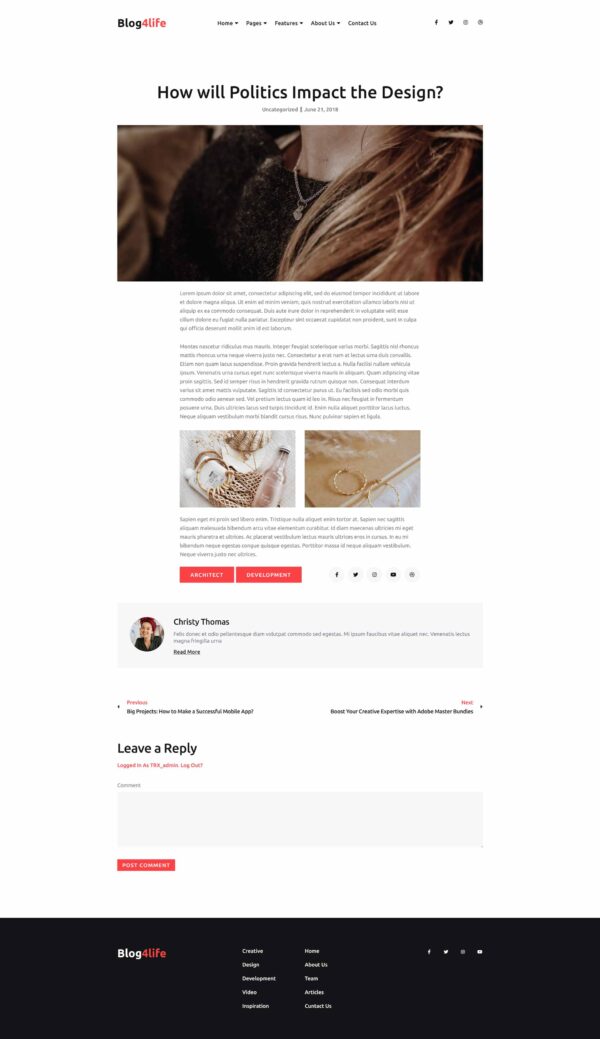 Blog4life
Home Pages Features About Us Contact Us
How will Politics Impact the Design?
Uncategorized June 21, 2018
Lorem ipsum dolor sit amet, consectetur adipiscing elit, sed do eiusmod tempor incididunt ut labore
et dolore magna aliqua. Ut enim ad minim veniam, quis nostrud exercitation ullamco laboris nisi ut
aliquip ex ea commodo consequat. Duis aute irure dolor in reprehenderit in voluptate velit esse
cillum dolore eu fugiat nulla pariatur. Excepteur sint occaecat cupidatat non proident, sunt in culpa
qui officia deserunt mollit anim id est laborum.
Montes nascetur ridiculus mus mauris. Integer feugiat scelerisque varius morbi. Sagittis nisl rhoncus
mattis rhoncus urna neque viverra justo nec. Consectetur a erat nam at lectus urna duis convallis.
Etiam non quam lacus suspendisse. Proin gravida hendrerit lectus a. Nulla facilisi nullam vehicula
ipsum. Venenatis urna cursus eget nunc scelerisque viverra mauris in aliquam. Quam adipiscing vitae
proin sagittis. Sed id semper risus in hendrerit gravida rutrum quisque non. Consequat interdum
varius sit amet mattis vulputate. Sagittis id consectetur purus ut. Eu facilisis sed odio morbi quis
commodo odio aenean sed. Vel pretium lectus quam id leo in. Risus nec feugiat in fermentum
posuere urna. Duis ultricies lacus sed turpis tincidunt id. Enim nulla aliquet porttitor lacus luctus.
Neque aliquam vestibulum morbi blandit cursus risus. Nunc pulvinar sapien et ligula.
Sapien eget mi proin sed libero enim. Tristique nulla aliquet enim tortor at. Sapien nec sagittis
aliquam malesuada bibendum arcu vitae elementum curabitur. Id diam maecenas ultricies mi eget
mauris pharetra et ultrices. Ac placerat vestibulum lectus mauris ultrices eros in cursus. In eu mi
bibendum neque egestas congue quisque egestas. Porttitor massa id neque aliquam vestibulum.
Neque viverra justo nec ultrices.
ARCHITECT DEVELOPMENT
Christy Thomas
Felis donec et odio pellentesque diam volutpat commodo sed egestas. Mi ipsum faucibus vitae aliquet nec. Venenatis lectus
magna fringilla urna
Read More
Previous
Big Projects: How to Make a Successful Mobile App?
Next
Boost Your Creative Expertise with Adobe Master Bundles
Leave a Reply
Logged In As TRX_admin. Log Out?
Comment
POST COMMENT
Blog4life
Creative
Design
Development
Video
Inspiration
Home
About Us
Team
Articles
Cuntact Us